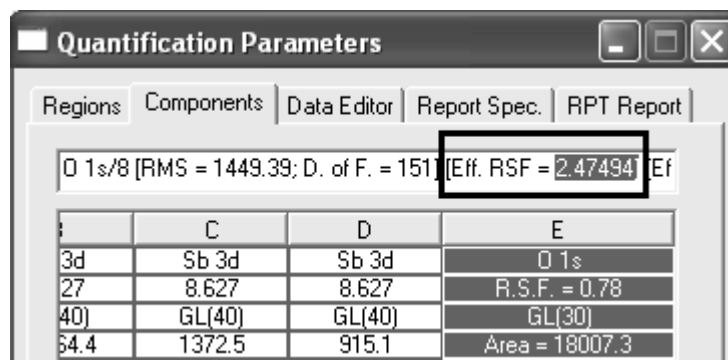 Quantification Parameters
Regions Components Data Editor Report Spec. RPT Report
O 1s/8 [RMS = 1449.39; D. of F. = 151] [Eff. RSF = 2.47494] [Ef
C D E
3d Sb 3d Sb 3d O 1s
27 8.627 8.627 R.S.F. = 0.78
40) GL(40) GL(40) GL(30)
64.4 1372.5 915.1 Area = 18007.3